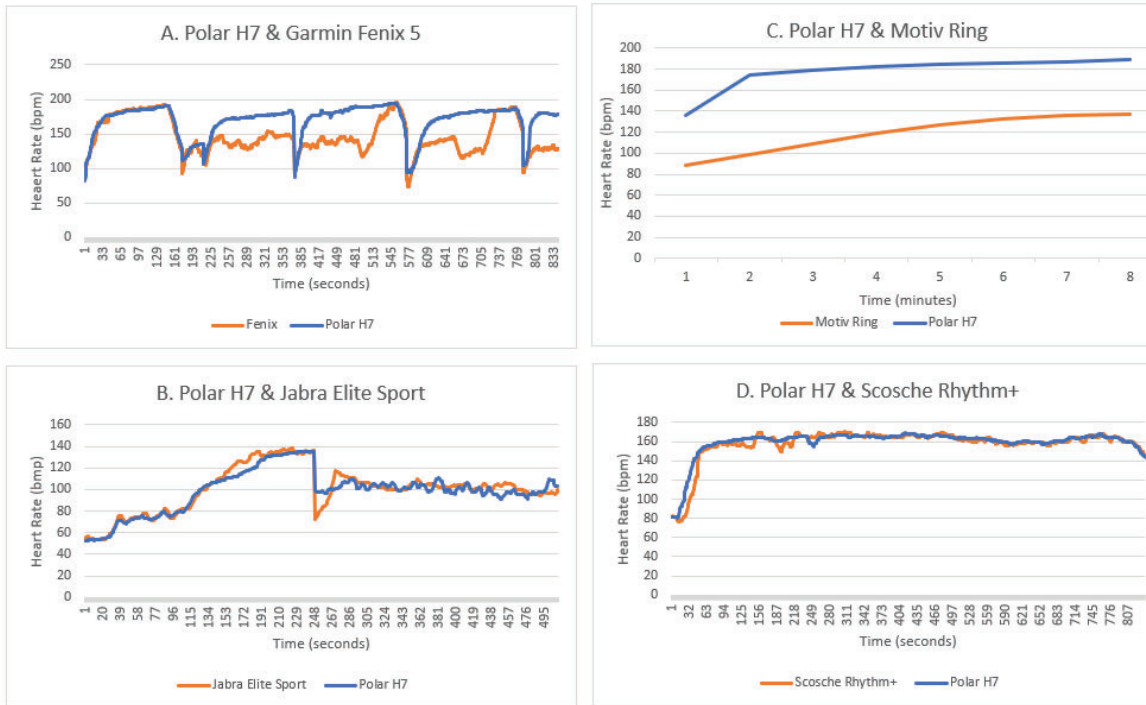 A. Polar H7 & Garmin Fenix 5
Heaert Rate (bpm)
250
200
150
100
50
0
1 33 65 97 129 161 193 225 257 289 321 353 385 417 449 481 513 545 577 609 641 673 705 737 769 801 833
Time (seconds)
Fenix Polar H7
C. Polar H7 & Motiv Ring
Heart Rate (bpm)
200
180
160
140
120
100
80
60
40
20
0
1 2 3 4 5 6 7 8
Time (minutes)
Motiv Ring Polar H7
B. Polar H7 & Jabra Elite Sport
Heart Rate (bmp)
160
140
120
100
80
60
40
20
0
1 20 39 58 77 96 115 134 153 172 191 210 229 248 267 286 305 324 343 362 381 400 419 438 457 476 495
Time (seconds)
Jabra Elite Sport Polar H7
D. Polar H7 & Scosche Rhythm+
Heart Rate (bpm)
180
160
140
120
100
80
60
40
20
0
1 32 63 94 125 156 187 218 249 280 311 342 373 404 435 466 497 528 559 590 621 652 683 714 745 776 807
Time (seconds)
Scosche Rhythm+ Polar H7